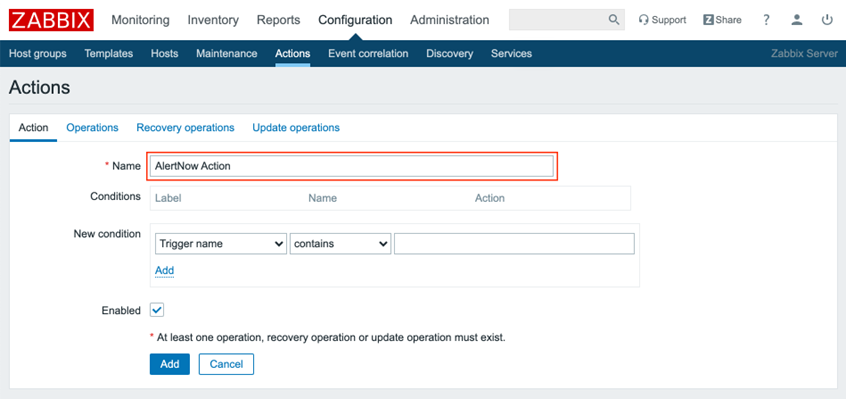 ZABBIX Monitoring Inventory Reports Configuration Administration Support Z Share ?
Host groups Templates Hosts Maintenance Actions Event correlation Discovery Services Zabbix Server
Actions
Action Operations Recovery operations Update operations
* Name AlertNow Action
Conditions Label Name Action
New condition
Trigger name contains
Add
Enabled
* At least one operation, recovery operation or update operation must exist.
Add Cancel